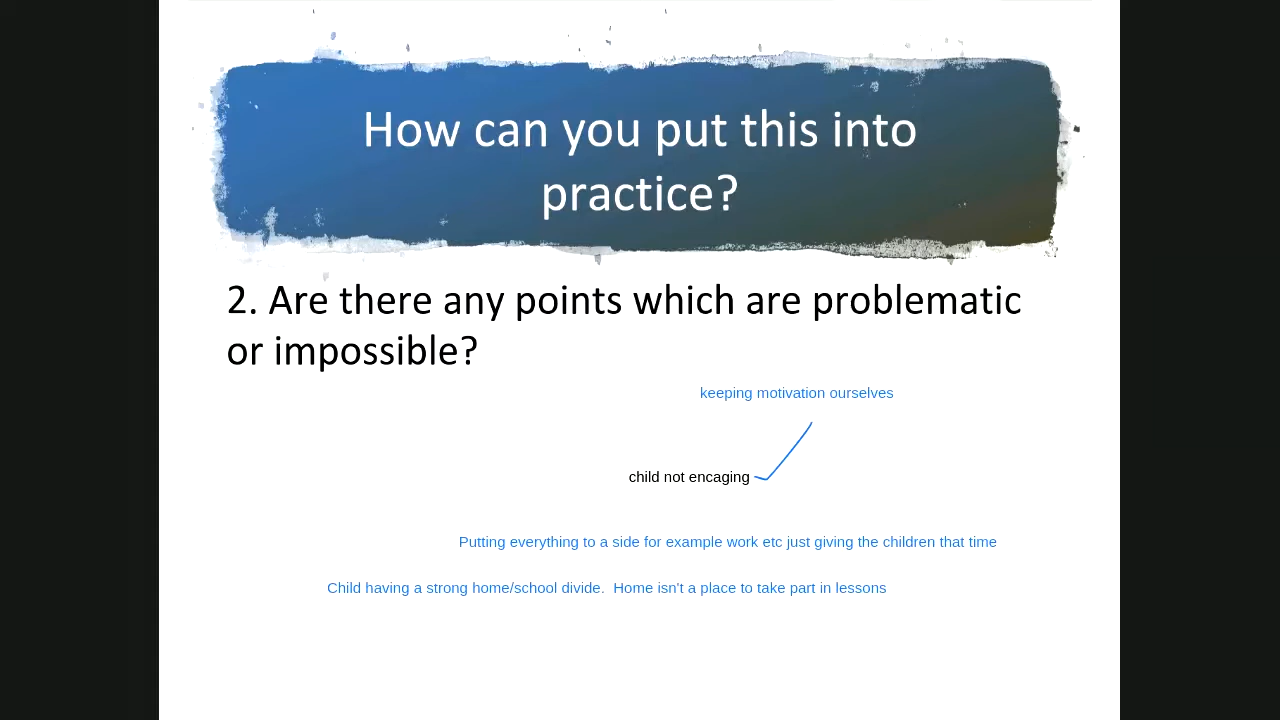 How can you put this into
practice?
2. Are there any points which are problematic
or impossible?
keeping motivation ourselves
child not encaging
Putting everything to a side for example work etc just giving the children that time
Child having a strong home/school divide.  Home isn't a place to take part in lessons